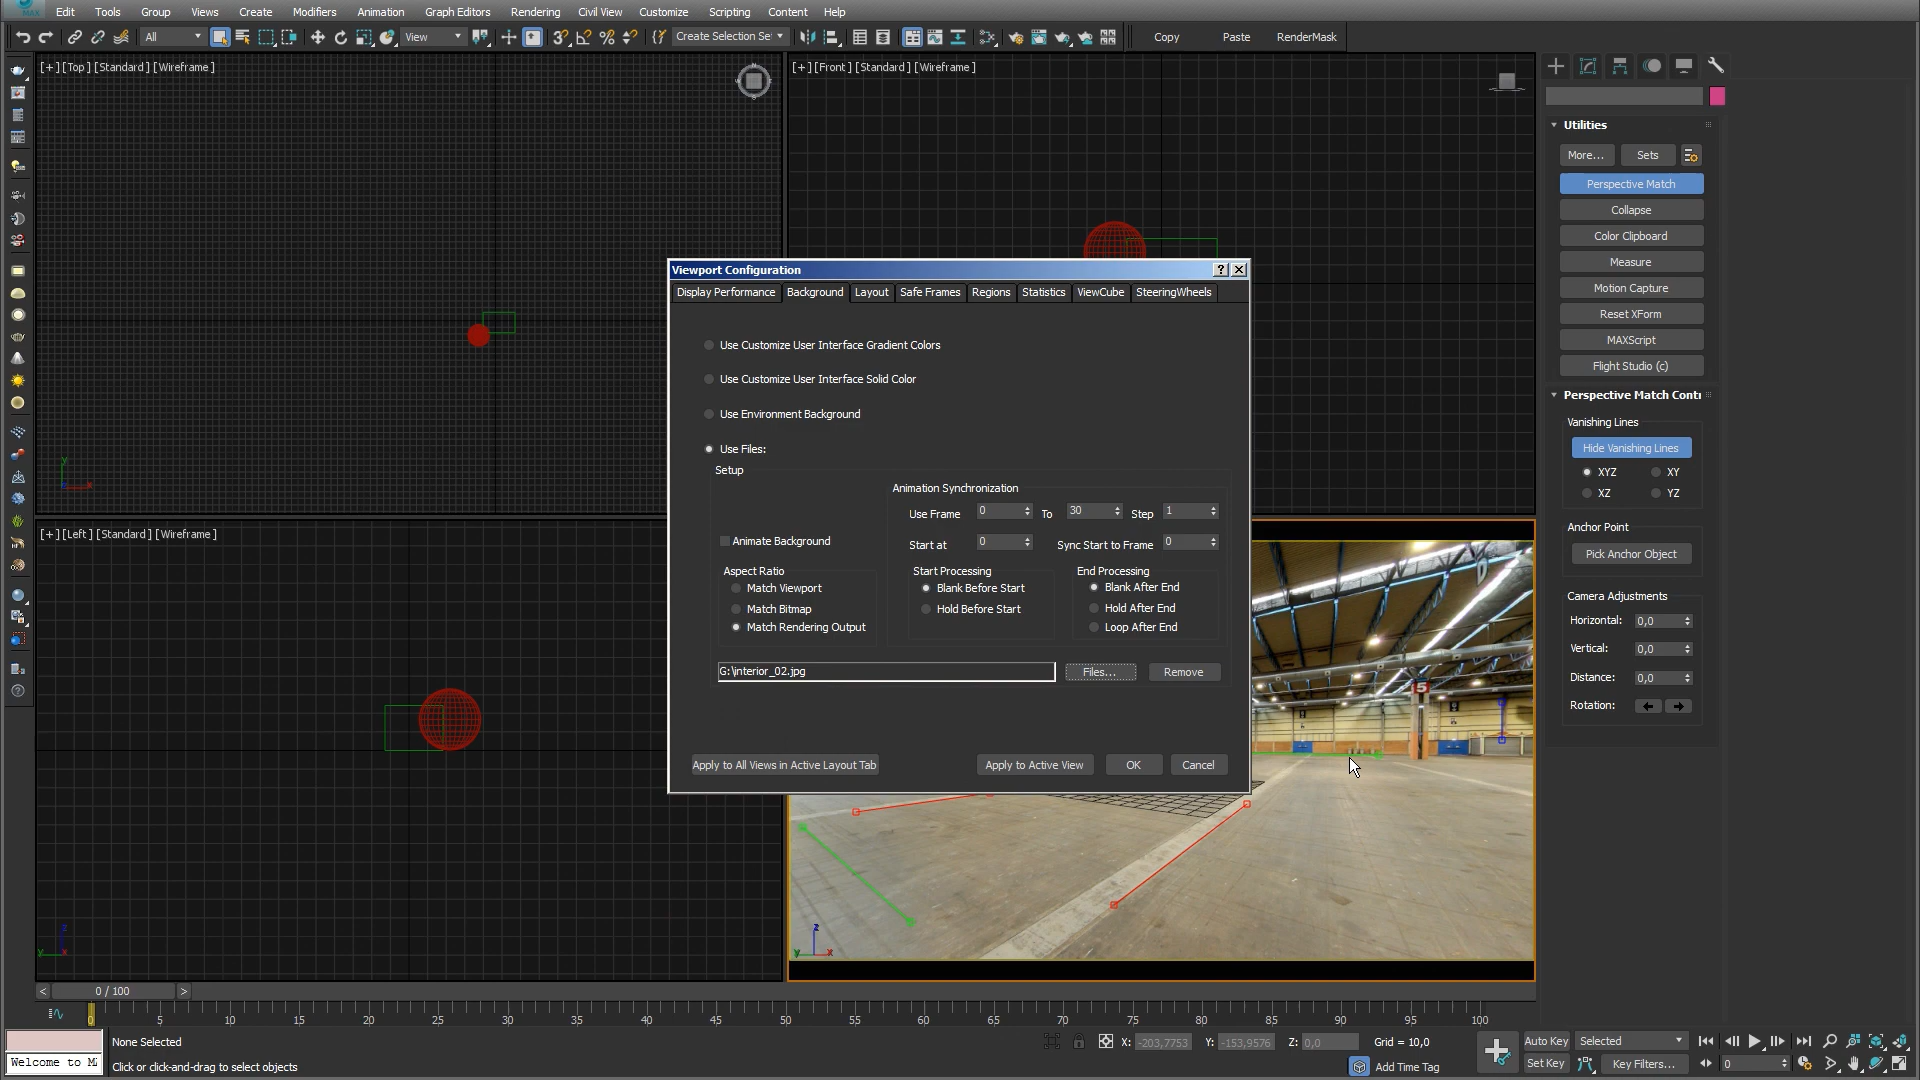 MAX Edit Tools Group Views Create Modifiers Animation Graph Editors Rendering Civil View Customize Scripting Content Help
All View Create Selection Se Copy Paste RenderMask
[+] [Top] [Standard] [Wireframe]
[+] [Front] [Standard] [Wireframe]
Utilities
More... Sets
Perspective Match
Collapse
Color Clipboard
Measure
Motion Capture
Reset XForm
MAXScript
Flight Studio (c)
Perspective Match Contr
Vanishing Lines
Hide Vanishing Lines
XYZ XY
XZ YZ
Anchor Point
Pick Anchor Object
Camera Adjustments
Horizontal: 0,0
Vertical: 0,0
Distance: 0,0
Rotation:
Viewport Configuration
Display Performance Background Layout Safe Frames Regions Statistics ViewCube SteeringWheels
Use Customize User Interface Gradient Colors
Use Customize User Interface Solid Color
Use Environment Background
Use Files:
Setup
Animation Synchronization
Use Frame 0 To 30 Step 1
Animate Background
Start at 0 Sync Start to Frame 0
Aspect Ratio Start Processing End Processing
Match Viewport Blank Before Start Blank After End
Match Bitmap Hold Before Start Hold After End
Match Rendering Output Loop After End
G:\interior_02.jpg Files... Remove
Apply to All Views in Active Layout Tab Apply to Active View OK Cancel
y x
[+] [Left] [Standard] [Wireframe]
5
z
y x
z
y x
< 0 / 100 >
0 5 10 15 20 25 30 35 40 45 50 55 60 65 70 75 80 85 90 95 100
None Selected X: -203,7753 Y: -153,9576 Z: 0,0 Grid = 10,0 Auto Key Selected
Welcome to M Click or click-and-drag to select objects Add Time Tag Set Key Key Filters... 0